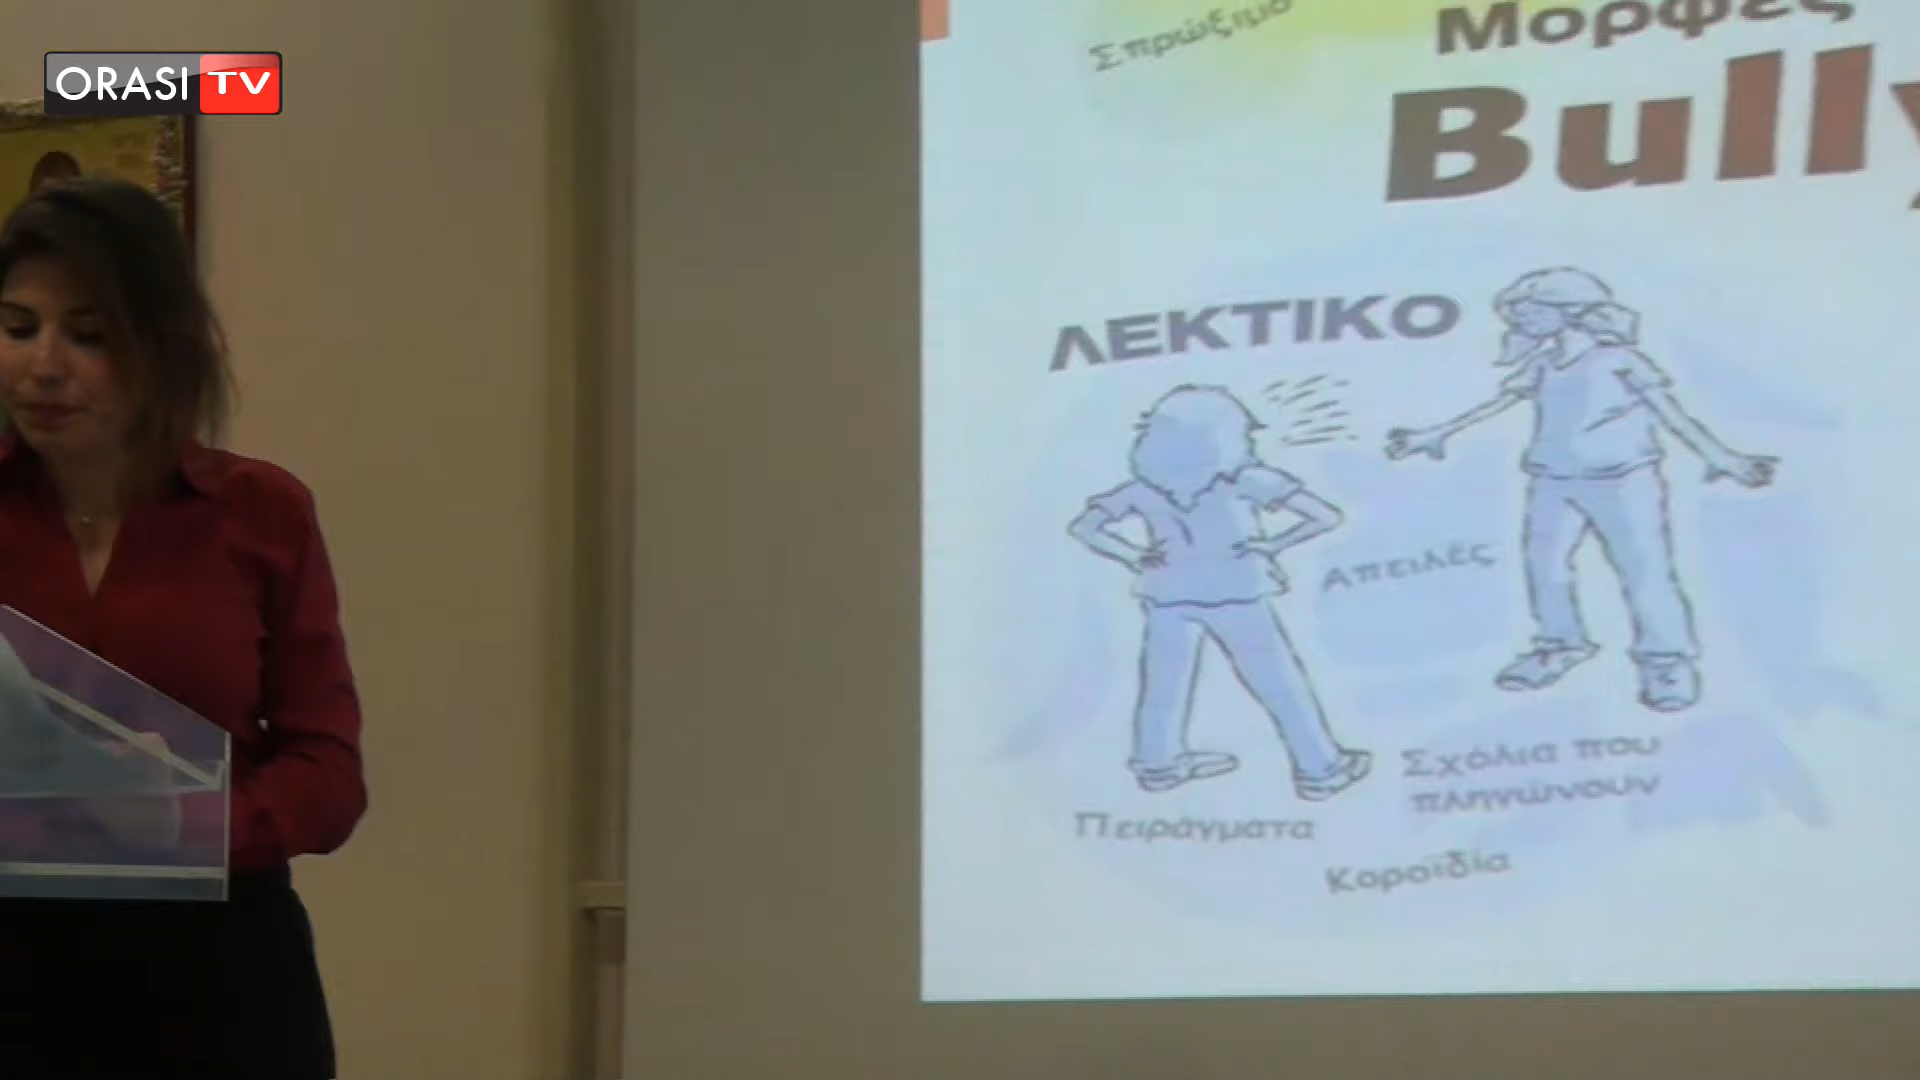 ORASI TV
Σπρώξιμο
Μορφές
Bully
ΛΕΚΤΙΚΟ
Απειλές
Σχόλια που
πληγώνουν
Πειράγματα
Κοροϊδία